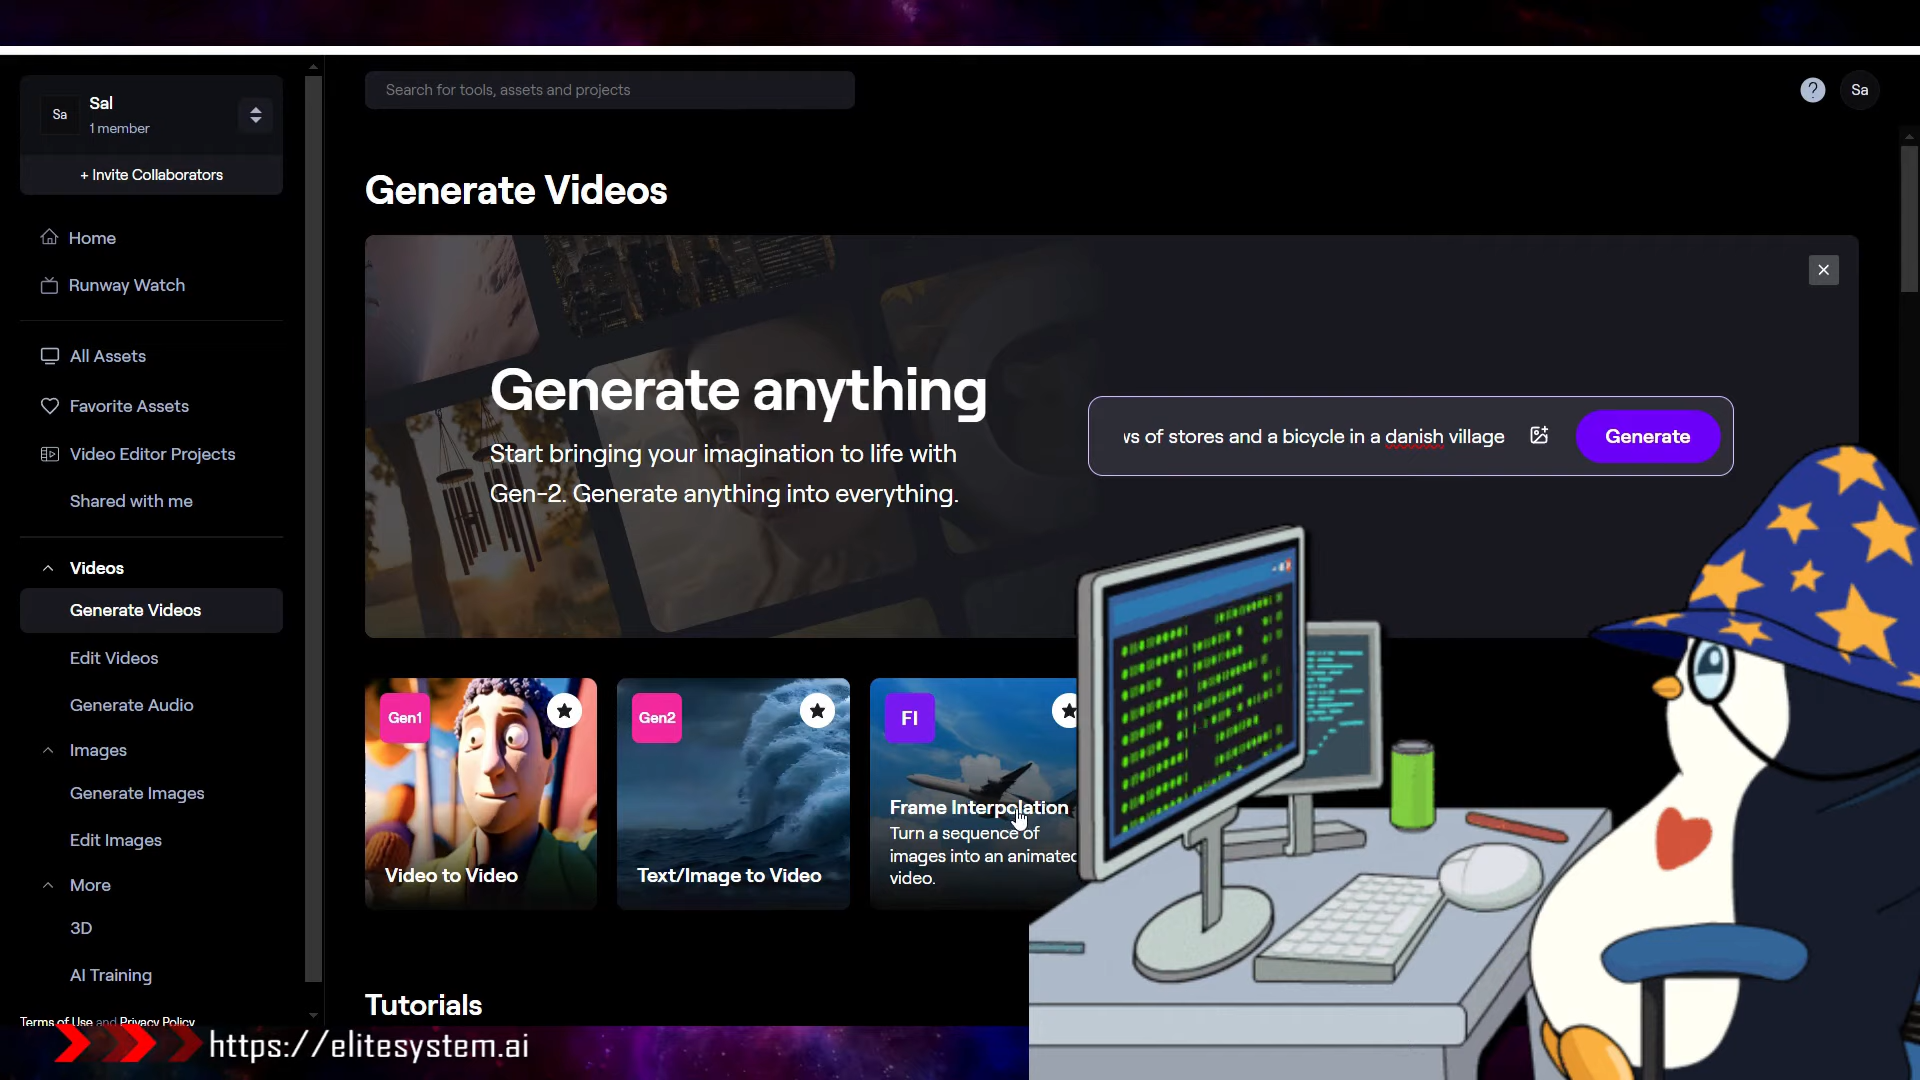 Sa
Sal
1 member
+ Invite Collaborators
Home
Runway Watch
All Assets
Favorite Assets
Video Editor Projects
Shared with me
Videos
Generate Videos
Edit Videos
Generate Audio
Images
Generate Images
Edit Images
More
3D
AI Training
Terms of Use and Privacy Policy
Search for tools, assets and projects
?
Sa
Generate Videos
Generate anything
Start bringing your imagination to life with
Gen-2. Generate anything into everything.
ws of stores and a bicycle in a danish village
Generate
Gen1
Video to Video
Gen2
Text/Image to Video
FI
Frame Interpolation
Turn a sequence of
images into an animated
video.
Tutorials
https://elitesystem.ai